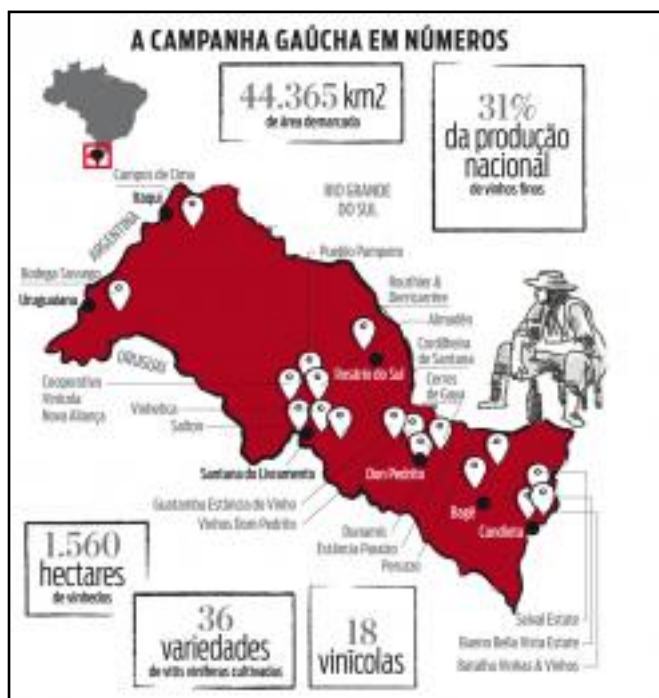 A CAMPANHA GAÚCHA EM NÚMEROS
44.365 km2
de área demarcada
31%
da produção
nacional
de vinhos finos
Campos de Cima
Itaqui
RIO GRANDE
DO SUL
ARGENTINA
Pueblo Pampeiro
Bodega Sossego
Uruguaiana
Routhier &
Darricarrère
Almadén
Cordilheira
de Santana
URUGUAI
Rosário do Sul
Cerros
de Gaya
Cooperativa
Vinícola
Nova Aliança
Vinhetica
Salton
Santana do Livramento
Dom Pedrito
Guatambu Estância do Vinho
Vinhos Dom Pedrito
Bagé
Candiota
Dunamis
Estância Paraizo
Peruzzo
1.560
hectares
de vinhedos
36
variedades
de vitis viníferas cultivadas
18
vinícolas
Seival Estate
Bueno Bella Vista Estate
Batalha Vinhas & Vinhos